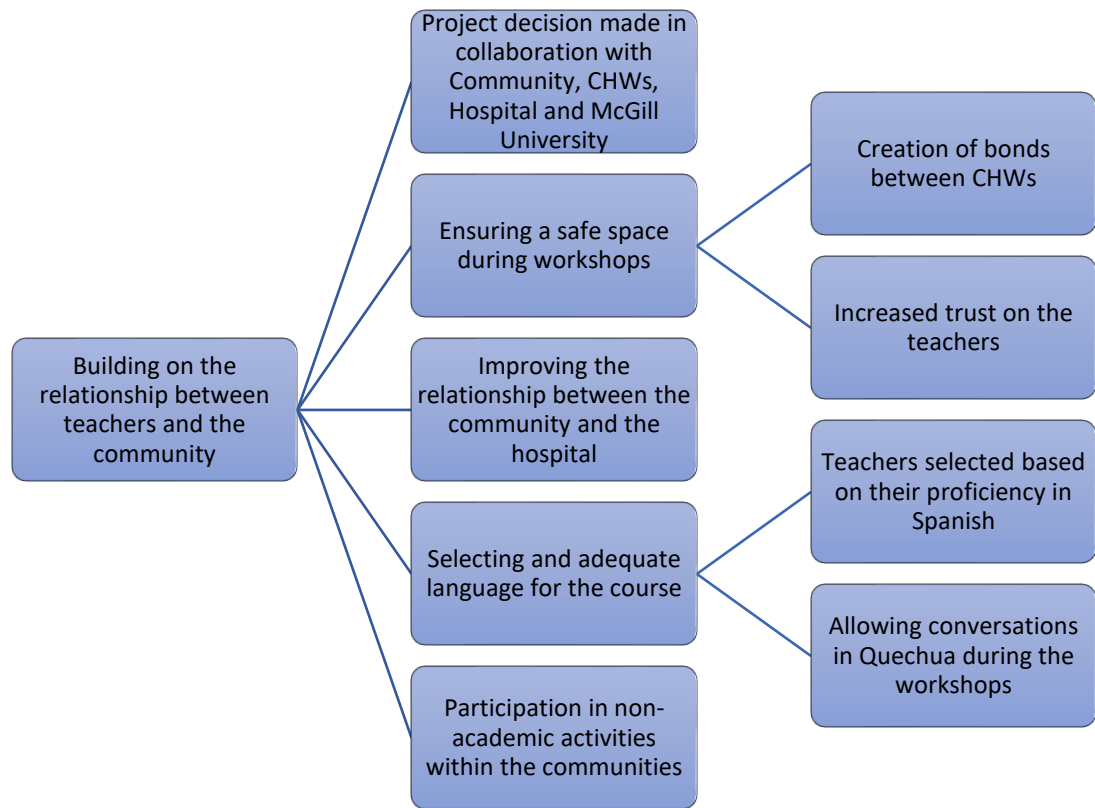 Project decision made in
collaboration with
Community, CHWs,
Hospital and McGill
University
Creation of bonds
between CHWs
Ensuring a safe space
during workshops
Increased trust on the
teachers
Building on the
relationship between
teachers and the
community
Improving the
relationship between the
community and the
hospital
Teachers selected based
on their proficiency in
Spanish
Selecting and adequate
language for the course
Allowing conversations
in Quechua during the
workshops
Participation in non-
academic activities
within the communities